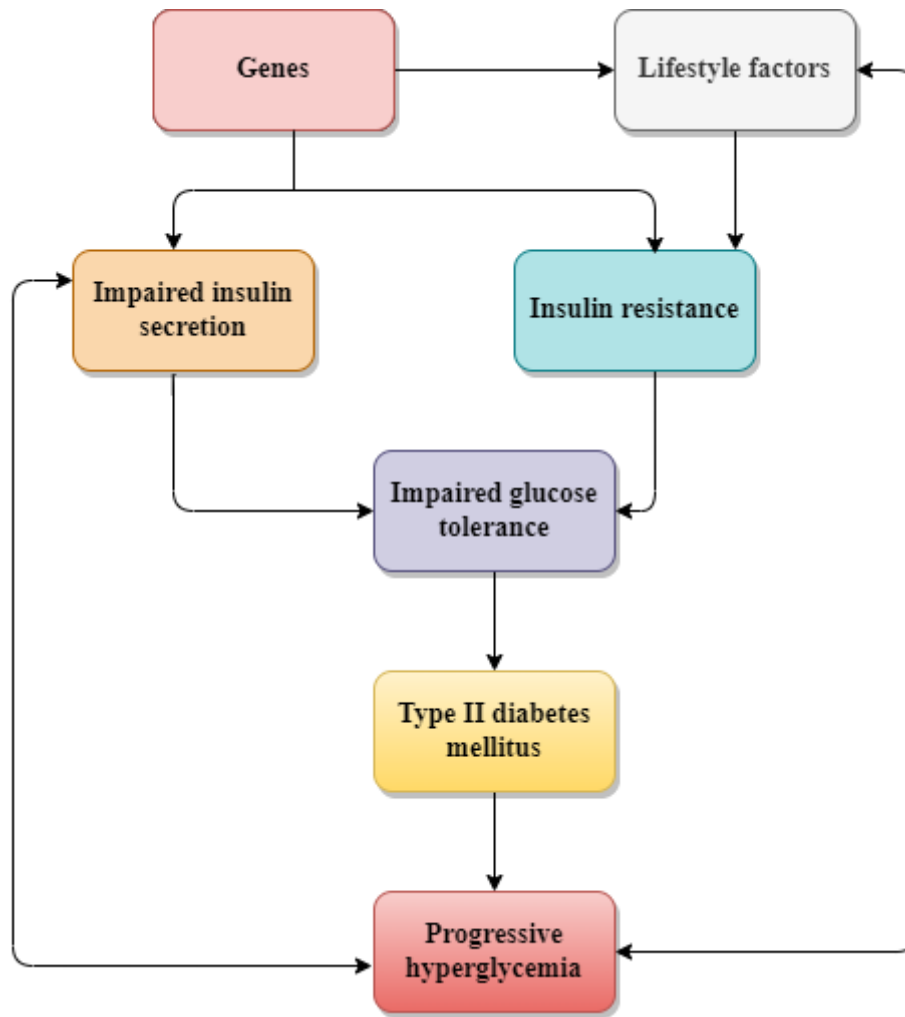 Genes
Lifestyle factors
Impaired insulin
secretion
Insulin resistance
Impaired glucose
tolerance
Type II diabetes
mellitus
Progressive
hyperglycemia